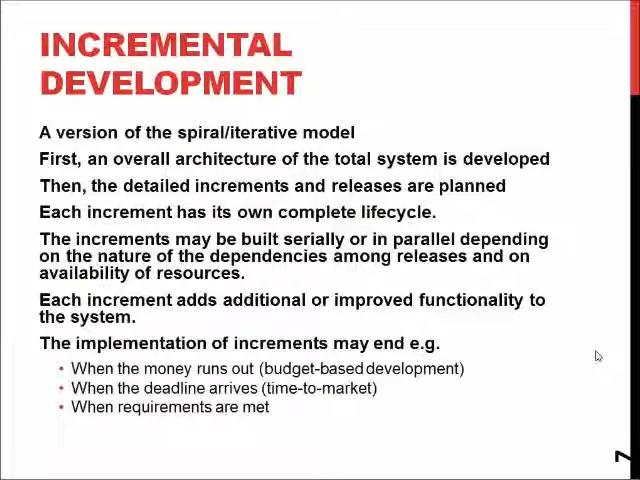 INCREMENTAL
DEVELOPMENT
A version of the spiral/iterative model
First, an overall architecture of the total system is developed
Then, the detailed increments and releases are planned
Each increment has its own complete lifecycle.
The increments may be built serially or in parallel depending
on the nature of the dependencies among releases and on
availability of resources.
Each increment adds additional or improved functionality to
the system.
The implementation of increments may end e.g.
• When the money runs out (budget-based development)
• When the deadline arrives (time-to-market)
• When requirements are met
7